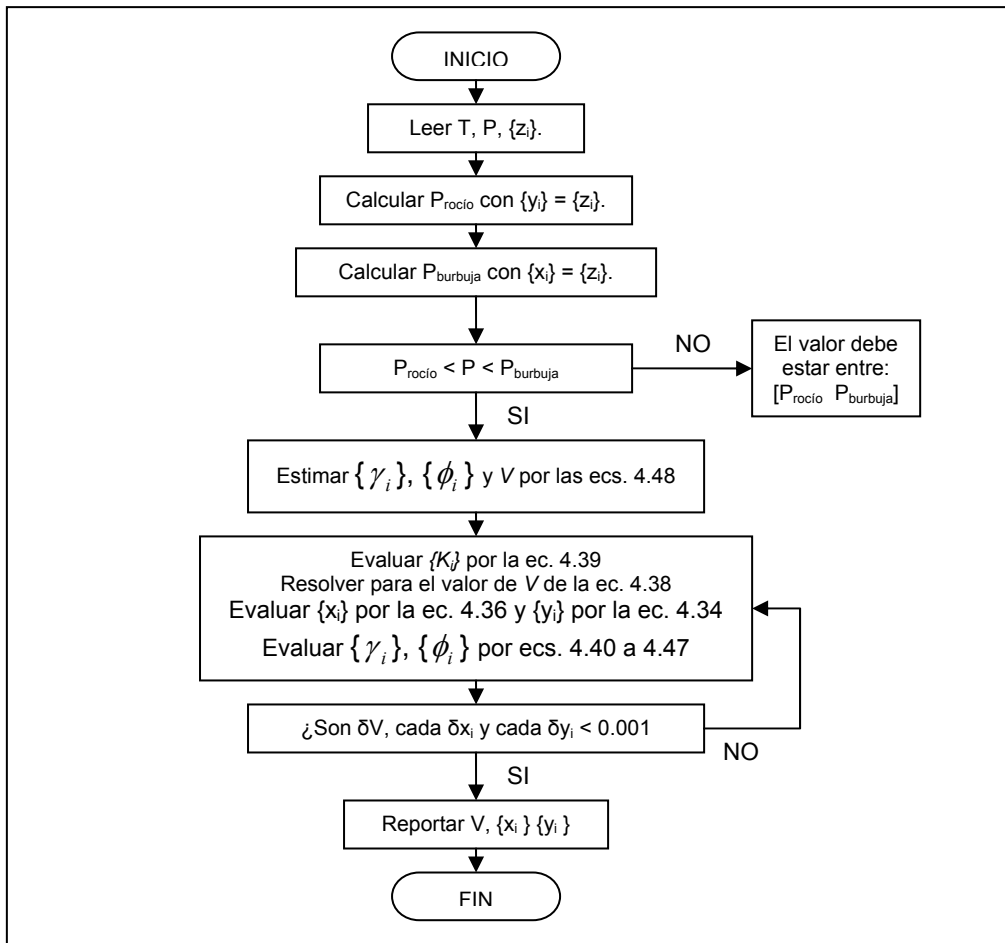 INICIO
Leer T, P, {zᵢ}.
Calcular Procío con {yᵢ} = {zᵢ}.
Calcular Pburbuja con {xᵢ} = {zᵢ}.
Procío < P < Pburbuja
NO
El valor debe
estar entre:
[Procío Pburbuja]
SI
Estimar {γᵢ}, {ϕᵢ} y V por las ecs. 4.48
Evaluar {Kᵢ} por la ec. 4.39
Resolver para el valor de V de la ec. 4.38
Evaluar {xᵢ} por la ec. 4.36 y {yᵢ} por la ec. 4.34
Evaluar {γᵢ}, {ϕᵢ} por ecs. 4.40 a 4.47
¿Son δV, cada δxᵢ y cada δyᵢ < 0.001
NO
SI
Reportar V, {xᵢ } {yᵢ }
FIN